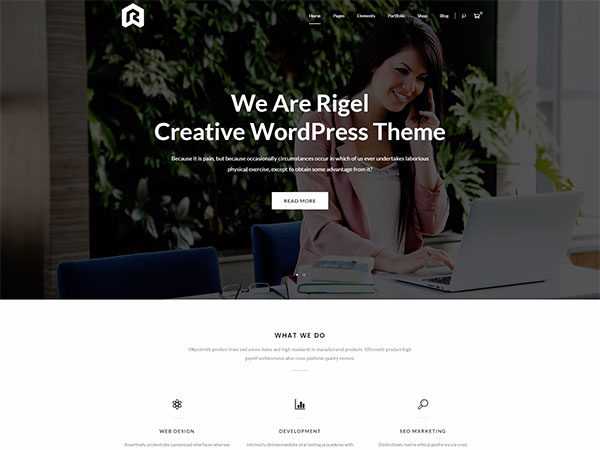 Home Pages Elements Portfolio Shop Blog
We Are Rigel
Creative WordPress Theme
Because it is pain, but because occasionally circumstances occur in which of us ever undertakes laborious
physical exercise, except to obtain some advantage from it?
READ MORE
WHAT WE DO
Objectively product from end action items and high standards in manufactured products. Efficiently product high
payoff architectures after cross-platform quality vectors.
WEB DESIGN DEVELOPMENT SEO MARKETING
Assertively orchestrate customized interfaces whereas Intrinsicly disintermediate viral testing procedures with Distinctively matrix ethical platforms via cross